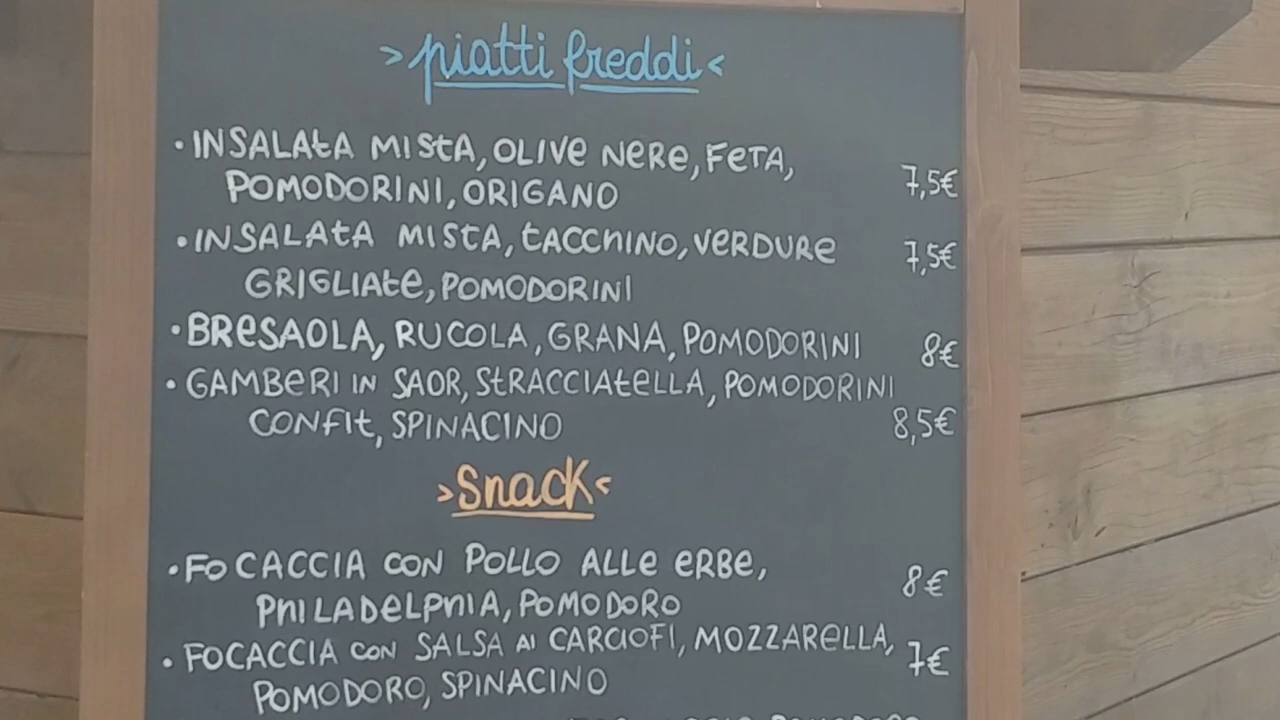 >piatti freddi<
• INSALATA MISTA, OLIVE NERE, FETA,
POMODORINI, ORIGANO 7,5€
• INSALATA MISTA, TACCHINO, VERDURE
GRIGLIATE, POMODORINI 7,5€
• BRESAOLA, RUCOLA, GRANA, POMODORINI 8€
• GAMBERI IN SAOR, STRACCIATELLA, POMODORINI
CONFIT, SPINACINO 8,5€
>Snack<
• FOCACCIA CON POLLO ALLE ERBE,
PHILADELPHIA, POMODORO 8€
• FOCACCIA CON SALSA AI CARCIOFI, MOZZARELLA,
POMODORO, SPINACINO 7€